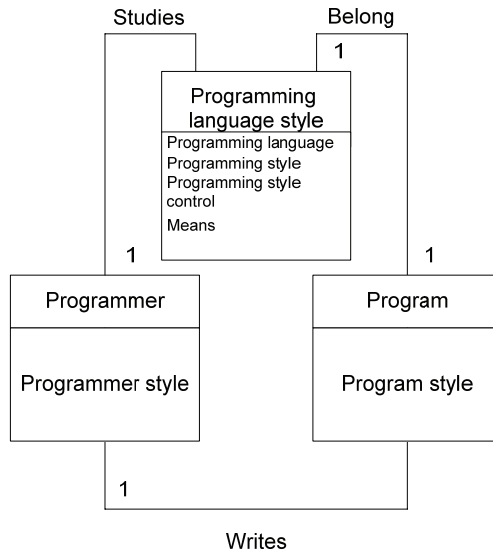 Studies
Belong
1
Programming
language style
Programming language
Programming style
Programming style
control
Means
1
1
Programmer
Program
Programmer style
Program style
1
Writes